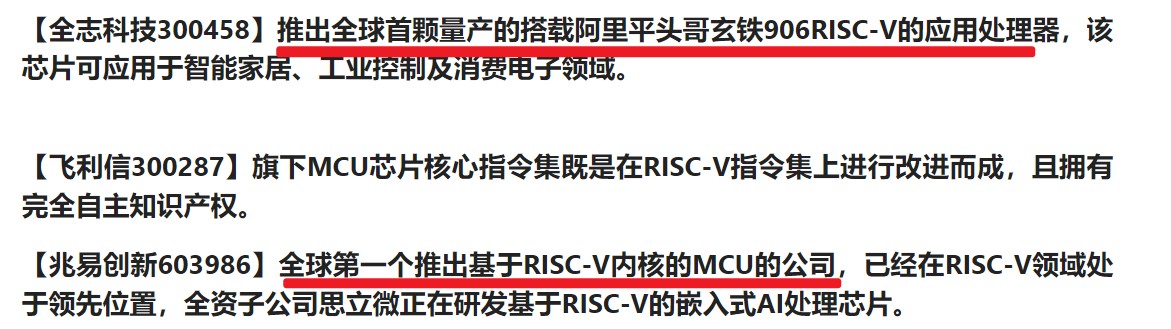 【全志科技300458】推出全球首颗量产的搭载阿里平头哥玄铁906RISC-V的应用处理器，该
芯片可应用于智能家居、工业控制及消费电子领域。
【飞利信300287】旗下MCU芯片核心指令集既是在RISC-V指令集上进行改进而成，且拥有
完全自主知识产权。
【兆易创新603986】全球第一个推出基于RISC-V内核的MCU的公司，已经在RISC-V领域处
于领先位置，全资子公司思立微正在研发基于RISC-V的嵌入式AI处理芯片。